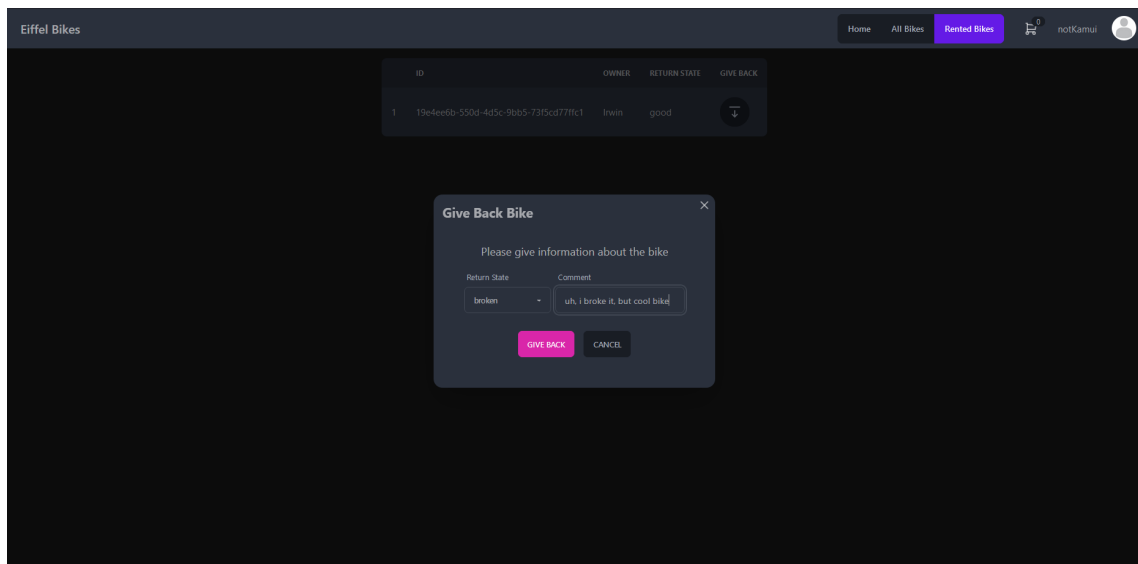 Eiffel Bikes
Home All Bikes Rented Bikes 0 notKamui
ID OWNER RETURN STATE GIVE BACK
1 19e4ee6b-550d-4d5c-9bb5-73f5cd77ffc1 Irwin good
Give Back Bike
Please give information about the bike
Return State Comment
broken uh, i broke it, but cool bike
GIVE BACK CANCEL